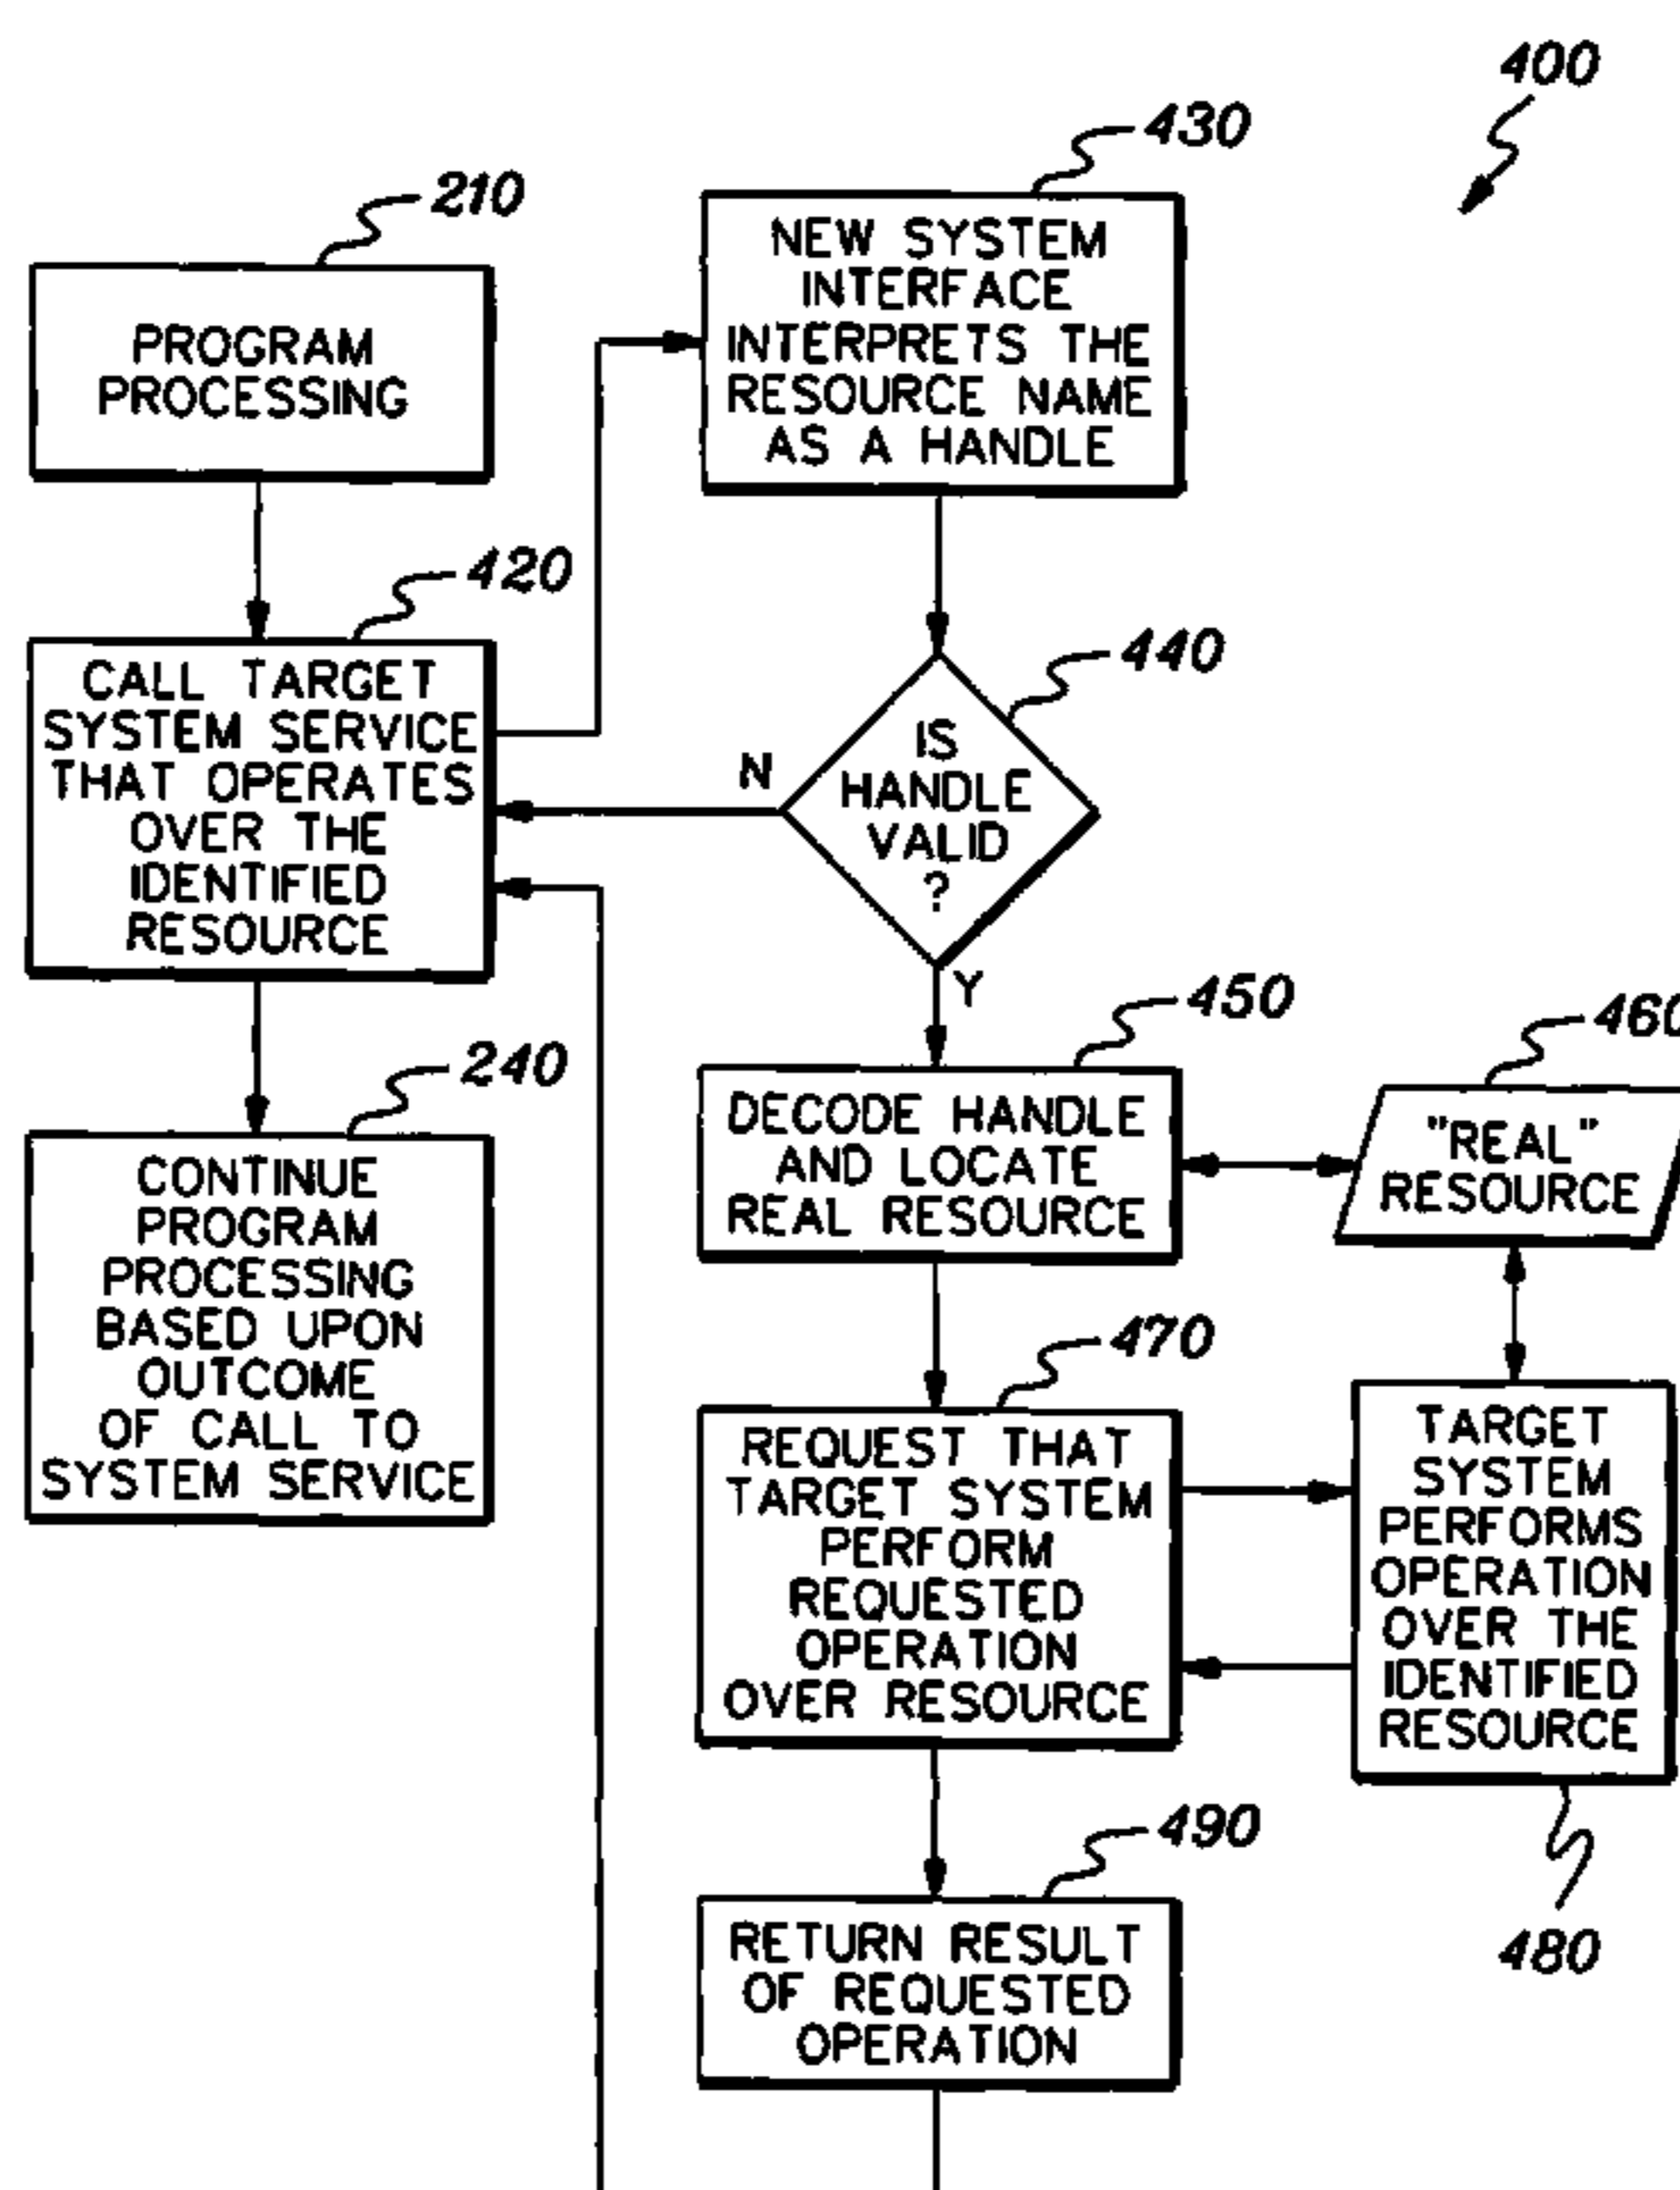 400
430
210
NEW SYSTEM
INTERFACE
INTERPRETS THE
RESOURCE NAME
AS A HANDLE
PROGRAM
PROCESSING
420
CALL TARGET
SYSTEM SERVICE
THAT OPERATES
OVER THE
IDENTIFIED
RESOURCE
440
IS
HANDLE
VALID
?
N
Y
240
CONTINUE
PROGRAM
PROCESSING
BASED UPON
OUTCOME
OF CALL TO
SYSTEM SERVICE
450
DECODE HANDLE
AND LOCATE
REAL RESOURCE
460
"REAL"
RESOURCE
470
REQUEST THAT
TARGET SYSTEM
PERFORM
REQUESTED
OPERATION
OVER RESOURCE
TARGET
SYSTEM
PERFORMS
OPERATION
OVER THE
IDENTIFIED
RESOURCE
480
490
RETURN RESULT
OF REQUESTED
OPERATION